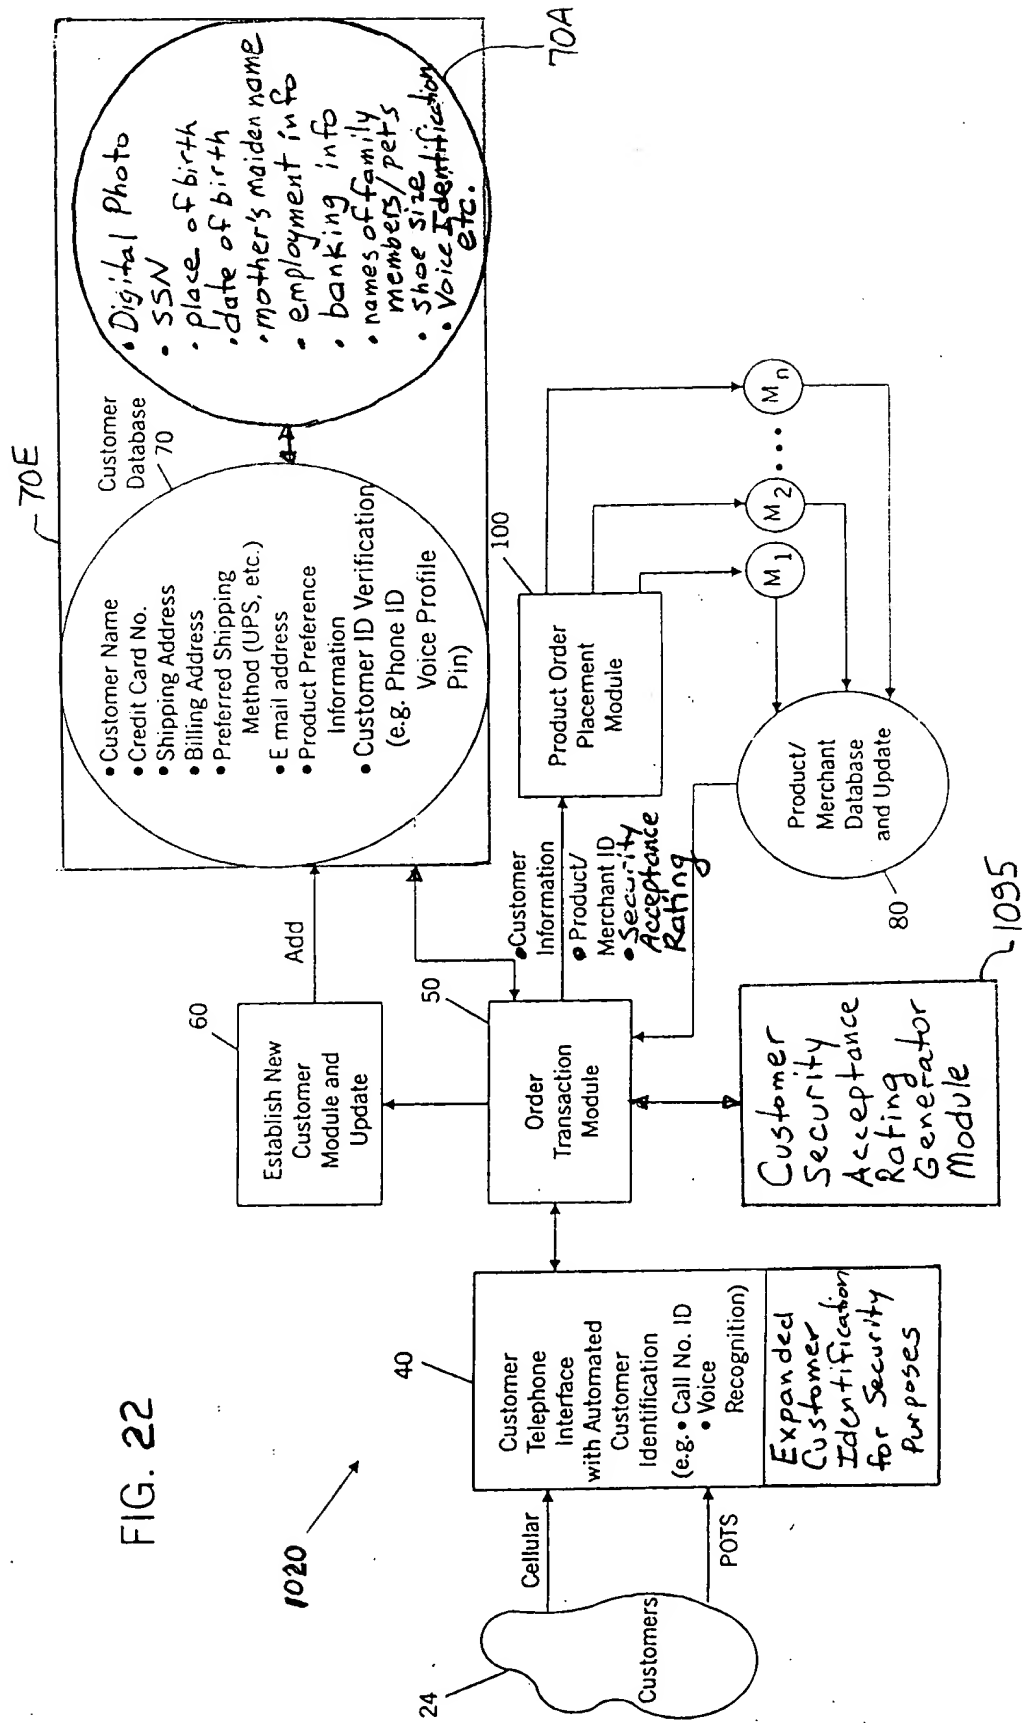 FIG. 22
1020
24
Customers
Cellular
POTS
40
Customer
Telephone
Interface
with Automated
Customer
Identification
(e.g. • Call No. ID
• Voice
Recognition)
Expanded
Customer
Identification
for Security
Purposes
60
Establish New
Customer
Module and
Update
Add
50
Order
Transaction
Module
Customer
Security
Acceptance
Rating
Generator
Module
1095
• Customer
Information
• Product/
Merchant ID
• Security
Acceptance
Rating
100
Product Order
Placement
Module
M1
M2
• • • •
Mn
Product/
Merchant
Database
and Update
80
70E
Customer
Database
70
• Customer Name
• Credit Card No.
• Shipping Address
• Billing Address
• Preferred Shipping
Method (UPS, etc.)
• E mail address
• Product Preference
Information
• Customer ID Verification
(e.g. Phone ID
Voice Profile
Pin)
• Digital Photo
• SSN
• place of birth
• date of birth
• mother's maiden name
• employment info
• banking info
• names of family
members/pets
• shoe size
• Voice Identification
etc.
70A